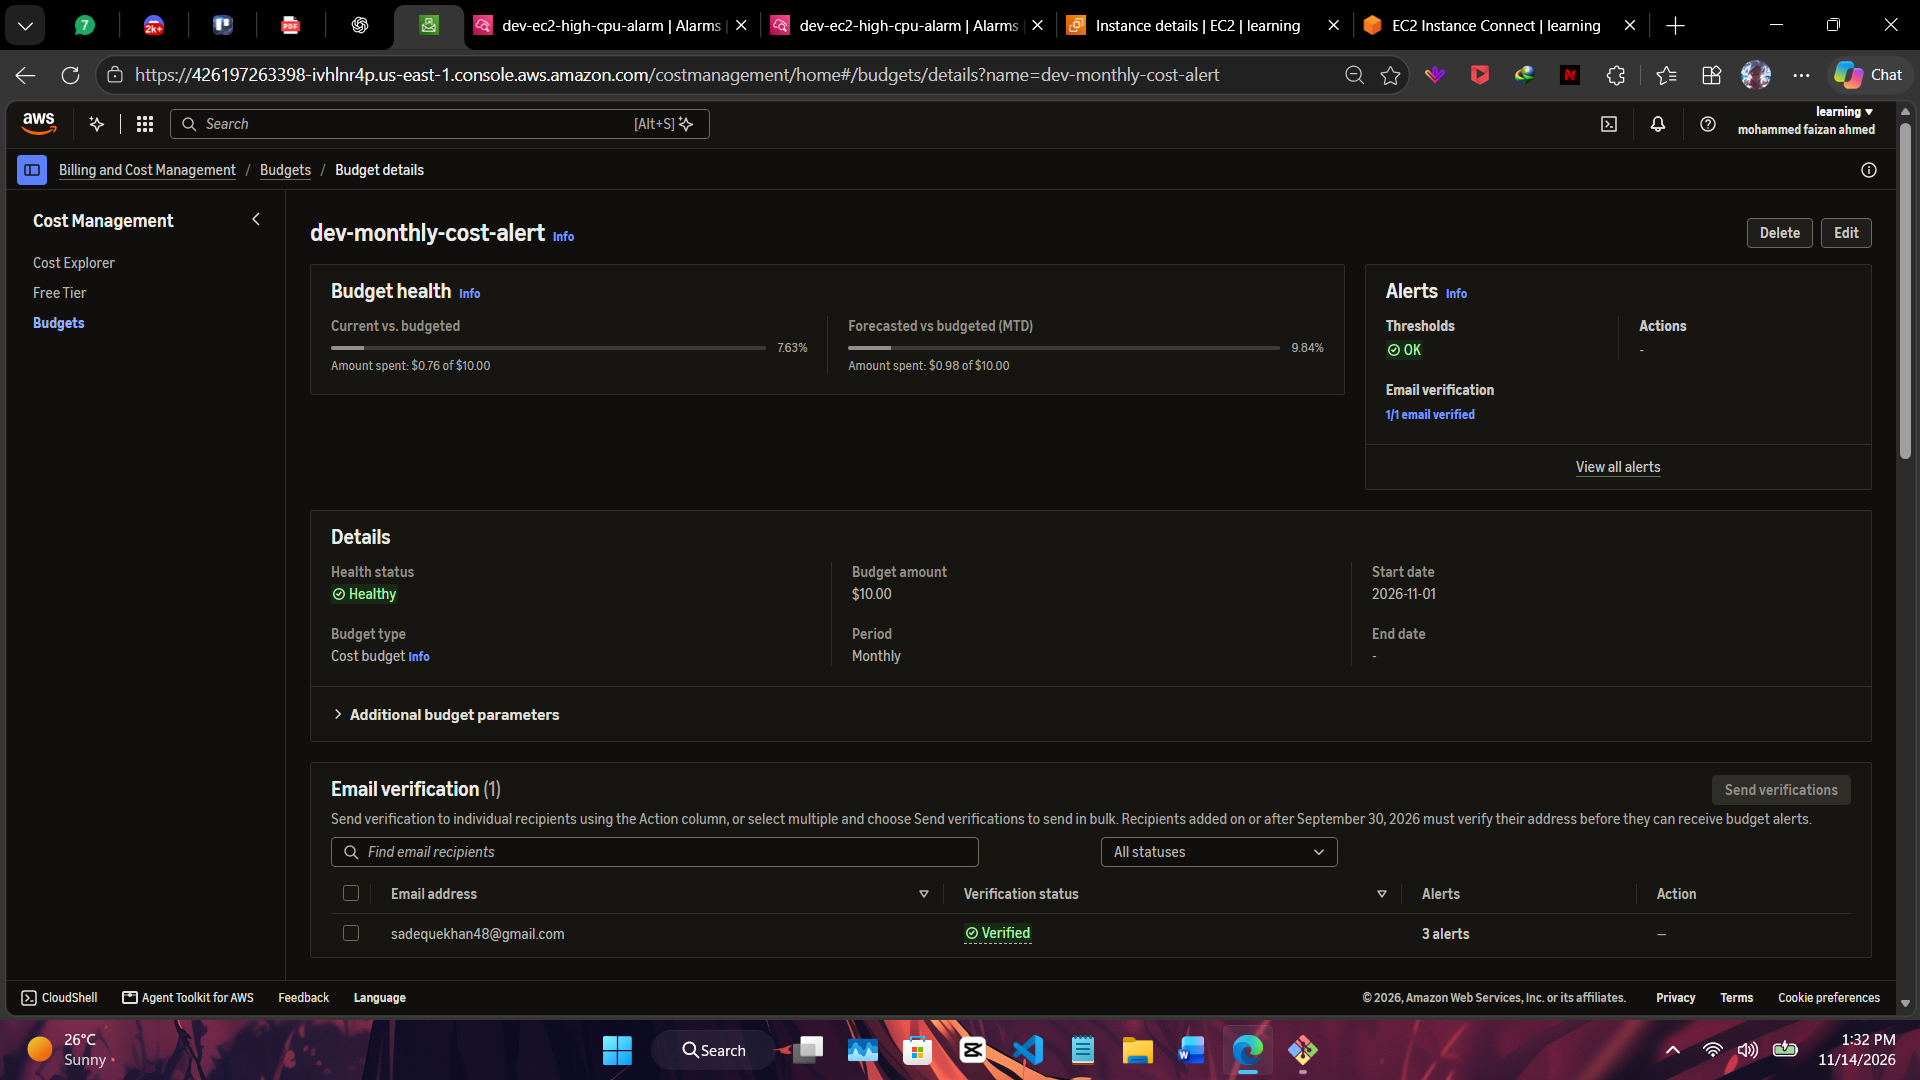 7
2k+
PDF
dev-ec2-high-cpu-alarm | Alarms
dev-ec2-high-cpu-alarm | Alarms
Instance details | EC2 | learning
EC2 Instance Connect | learning
https://426197263398-ivhlnr4p.us-east-1.console.aws.amazon.com/costmanagement/home#/budgets/details?name=dev-monthly-cost-alert
N
Chat
aws
Search
[Alt+S]
learning
mohammed faizan ahmed
Billing and Cost Management / Budgets / Budget details
Cost Management
Cost Explorer
Free Tier
Budgets
dev-monthly-cost-alert Info
Delete
Edit
Budget health Info
Current vs. budgeted
7.63%
Amount spent: $0.76 of $10.00
Forecasted vs budgeted (MTD)
9.84%
Amount spent: $0.98 of $10.00
Alerts Info
Thresholds
OK
Actions
-
Email verification
1/1 email verified
View all alerts
Details
Health status
Healthy
Budget type
Cost budget Info
Budget amount
$10.00
Period
Monthly
Start date
2026-11-01
End date
-
Additional budget parameters
Email verification (1)
Send verifications
Send verification to individual recipients using the Action column, or select multiple and choose Send verifications to send in bulk. Recipients added on or after September 30, 2026 must verify their address before they can receive budget alerts.
Find email recipients
All statuses
Email address
Verification status
Alerts
Action
sadequekhan48@gmail.com
Verified
3 alerts
–
CloudShell
Agent Toolkit for AWS
Feedback
Language
© 2026, Amazon Web Services, Inc. or its affiliates.
Privacy
Terms
Cookie preferences
26°C
Sunny
Search
1:32 PM
11/14/2026